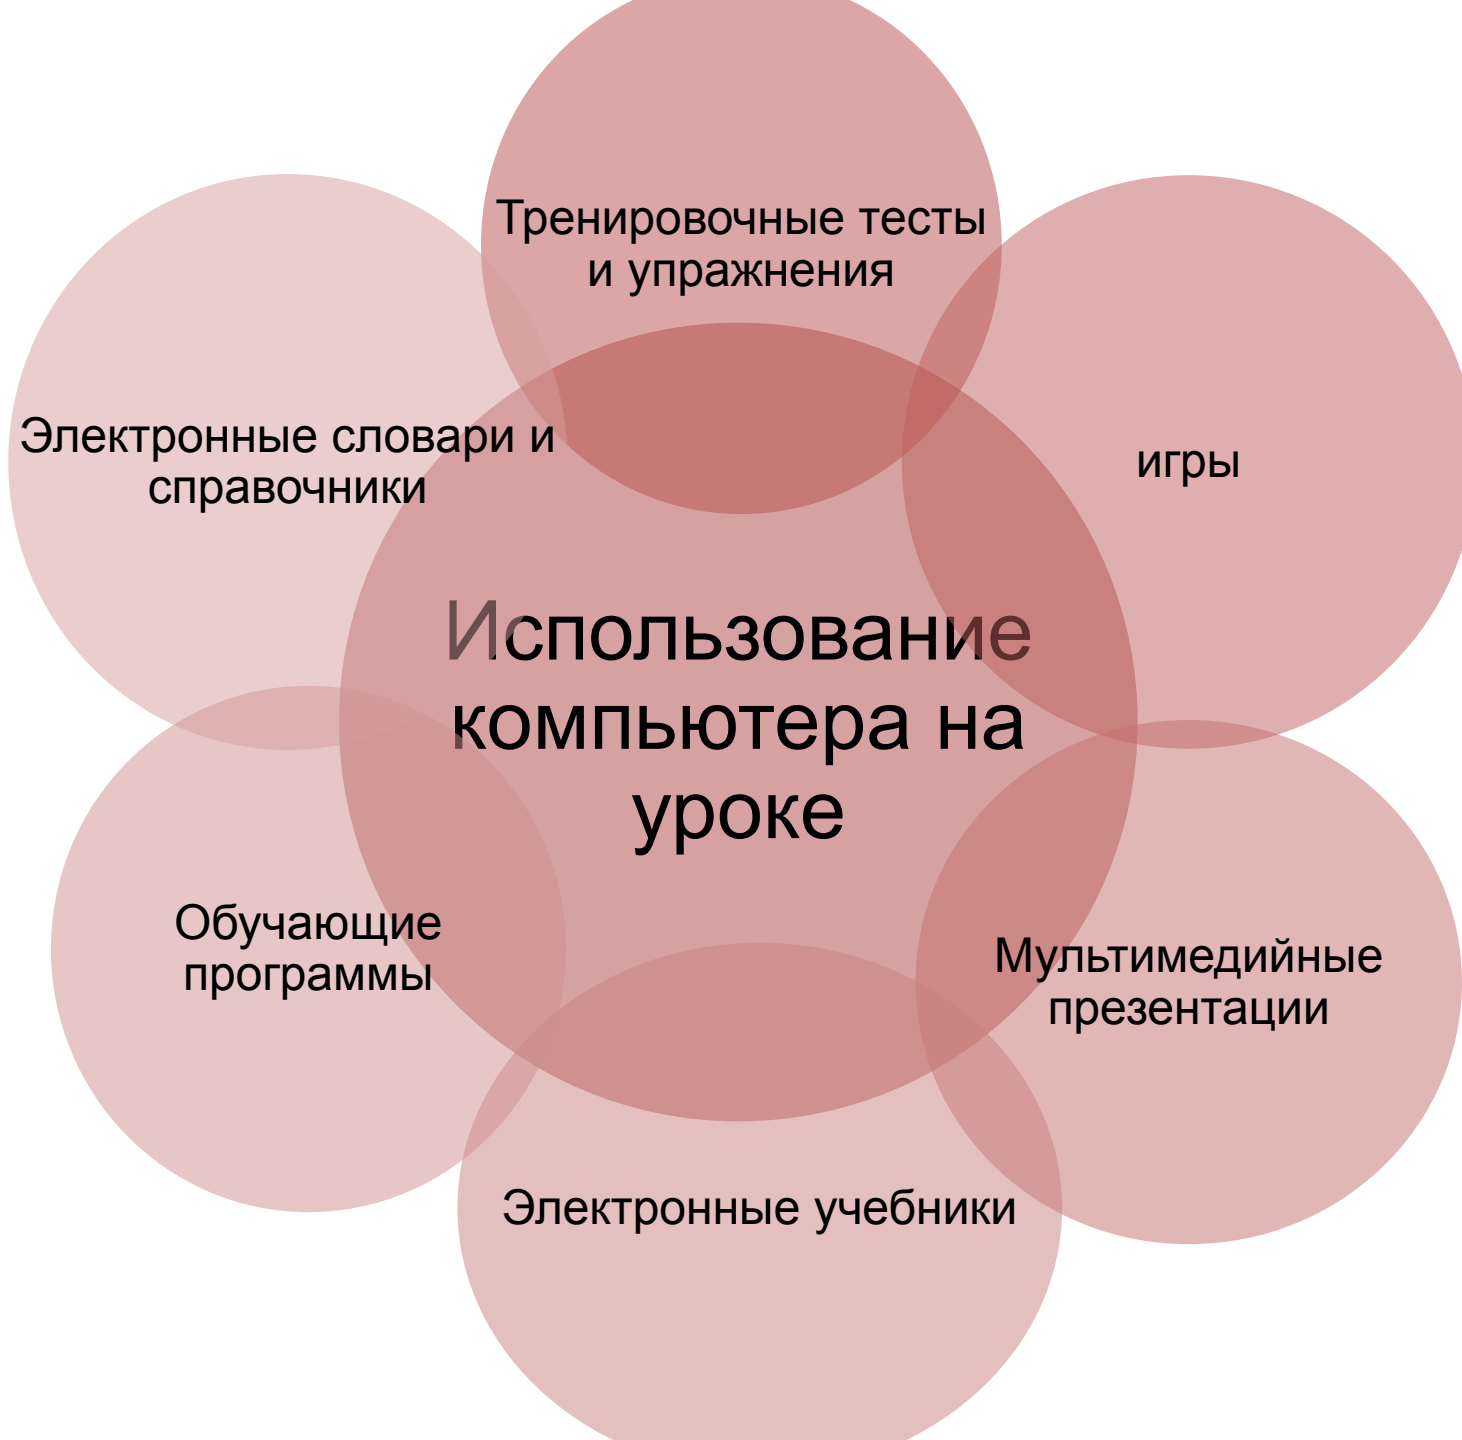 Тренировочные тесты
и упражнения
игры
Электронные словари и
справочники
Использование
компьютера на
уроке
Обучающие
программы
Мультимедийные
презентации
Электронные учебники